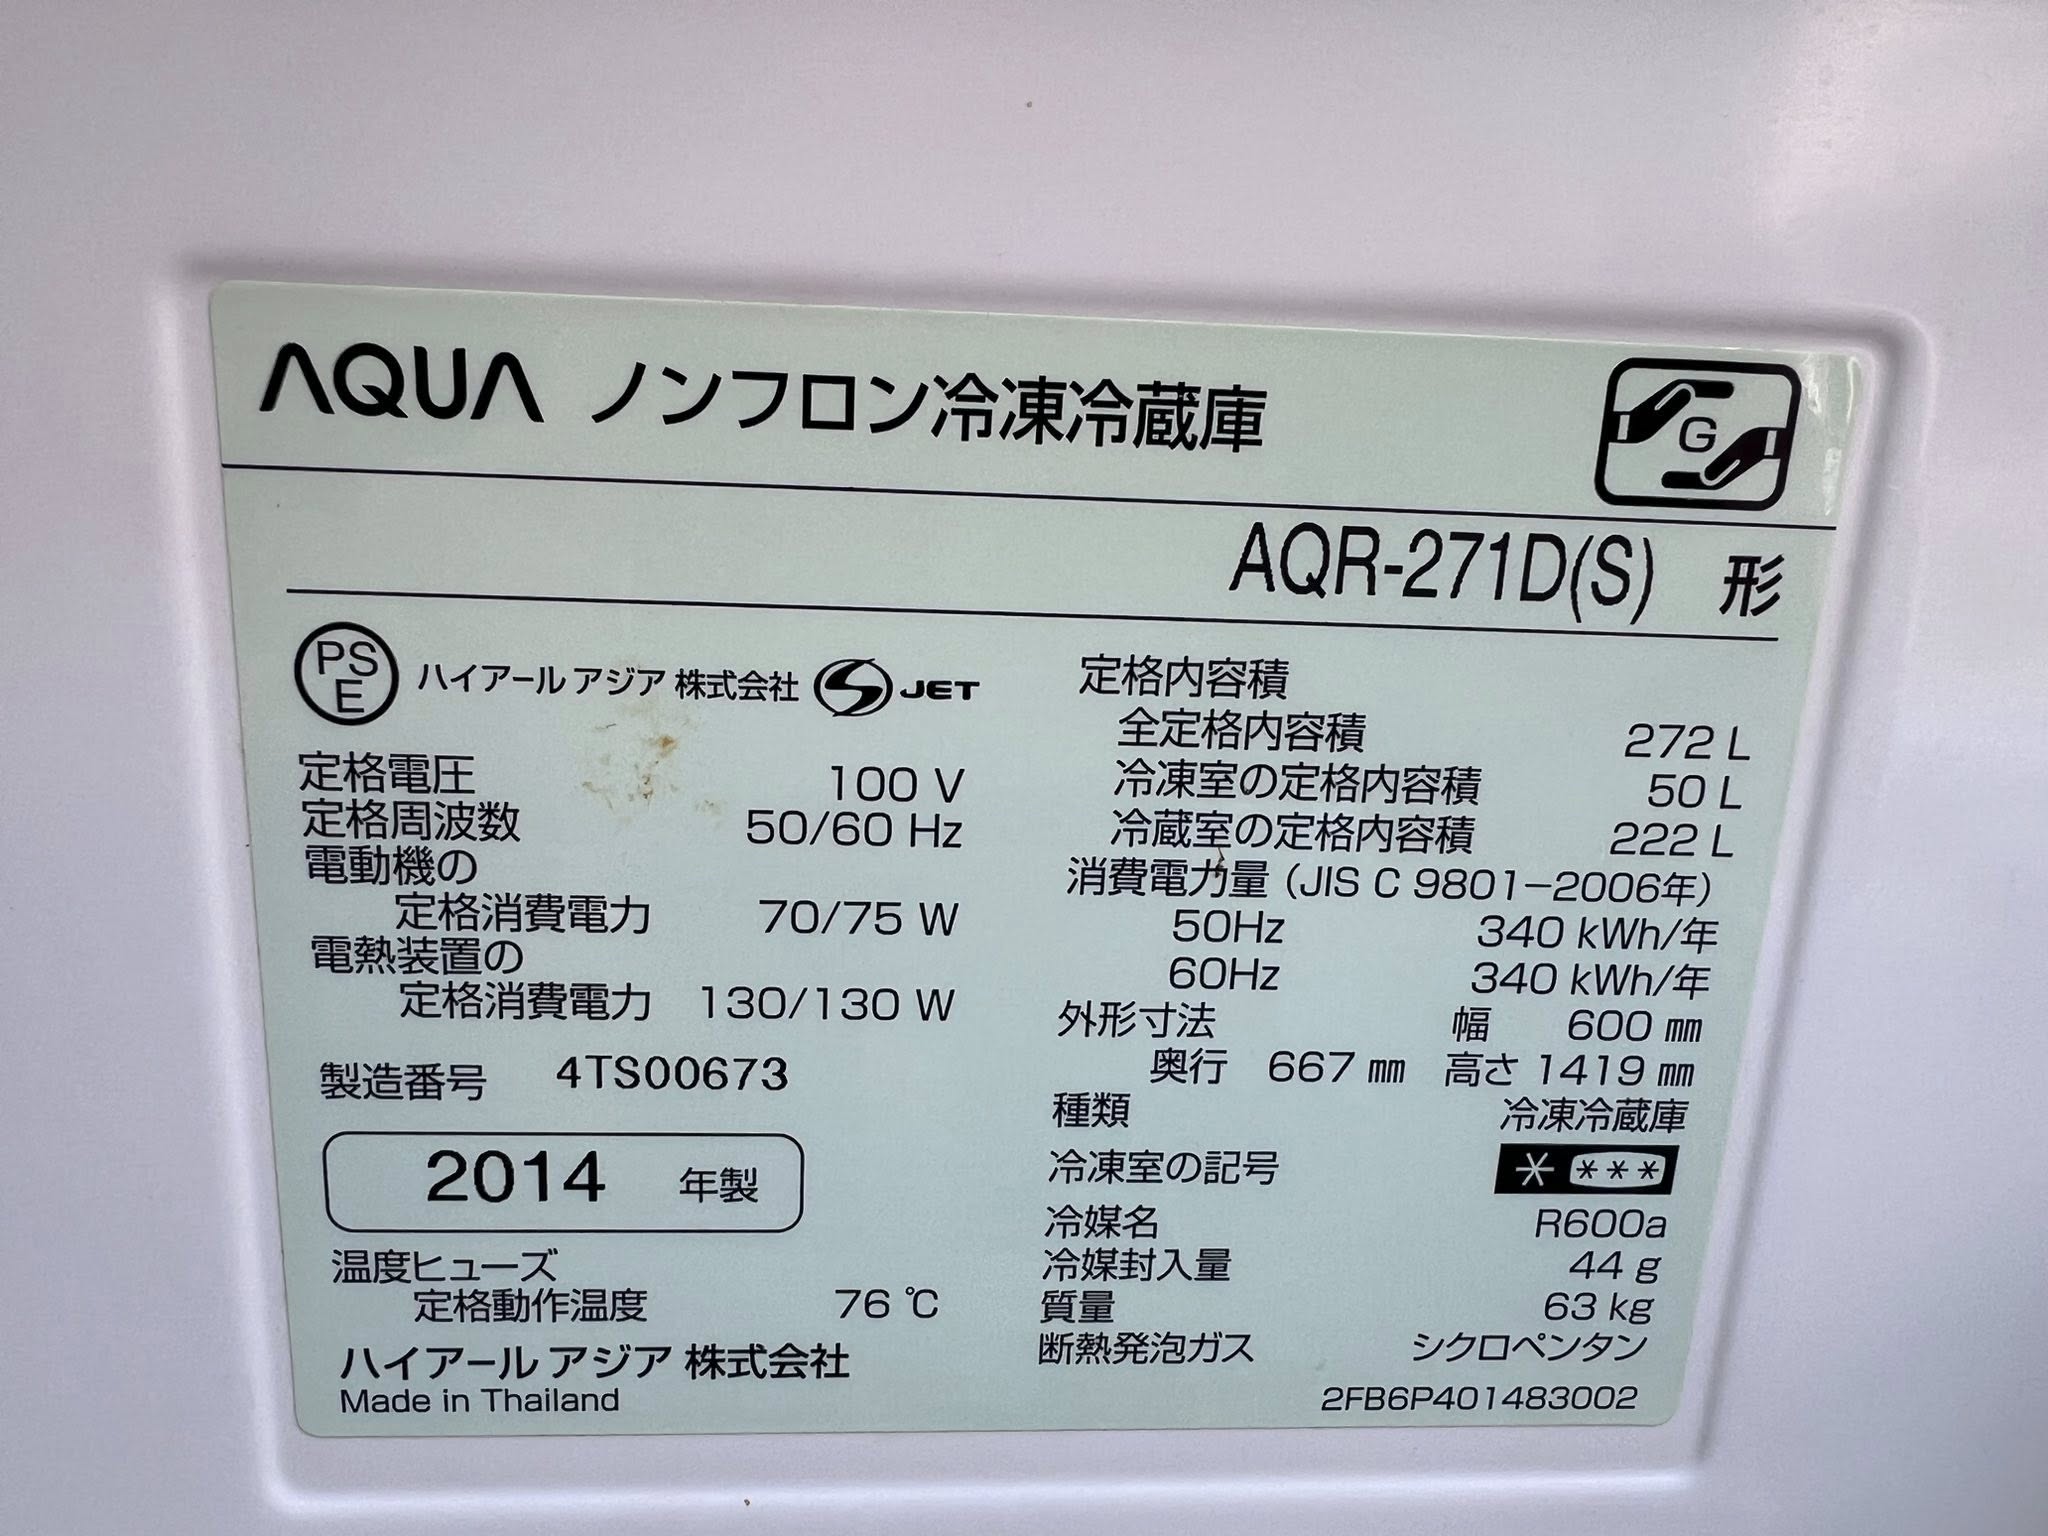 AQUA ノンフロン冷凍冷蔵庫
G
AQR-271D(S) 形
PS
E
ハイアール アジア 株式会社 S JET
定格電圧 100 V
定格周波数 50/60 Hz
電動機の
定格消費電力 70/75 W
電熱装置の
定格消費電力 130/130 W
製造番号 4TS00673
2014 年製
温度ヒューズ
定格動作温度 76 ℃
ハイアール アジア 株式会社
Made in Thailand
定格内容積
全定格内容積 272 L
冷凍室の定格内容積 50 L
冷蔵室の定格内容積 222 L
消費電力量 (JIS C 9801-2006年)
50Hz 340 kWh/年
60Hz 340 kWh/年
外形寸法 幅 600 mm
奥行 667 mm 高さ 1419 mm
種類 冷凍冷蔵庫
冷凍室の記号 * ***
冷媒名 R600a
冷媒封入量 44 g
質量 63 kg
断熱発泡ガス シクロペンタン
2FB6P401483002